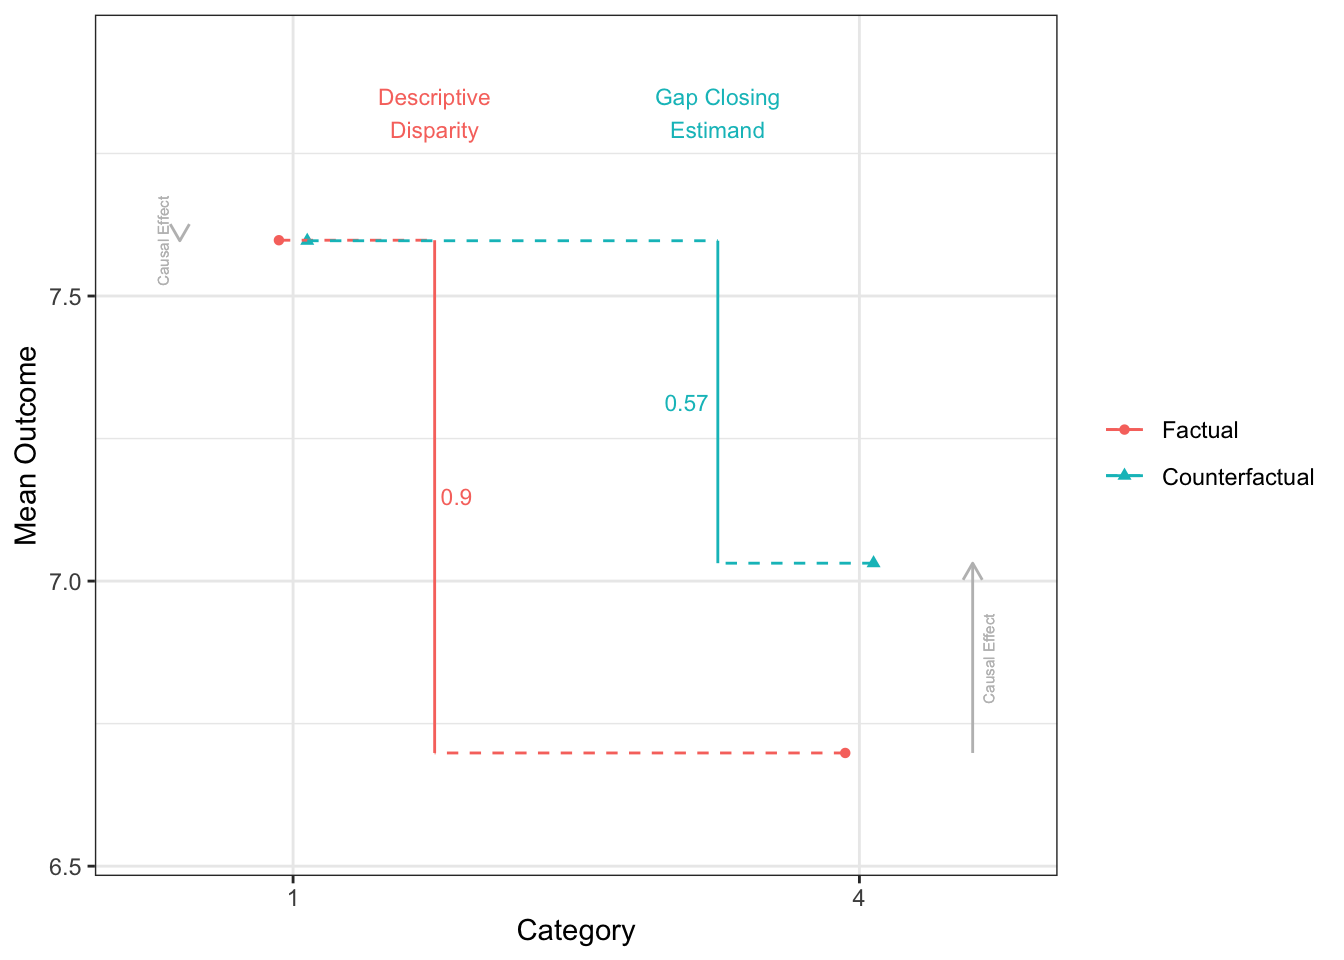 Descriptive
Disparity
Gap Closing
Estimand
Causal Effect
7.5
0.57
0.9
7.0
Causal Effect
6.5
1
4
Category
Mean Outcome
Factual
Counterfactual